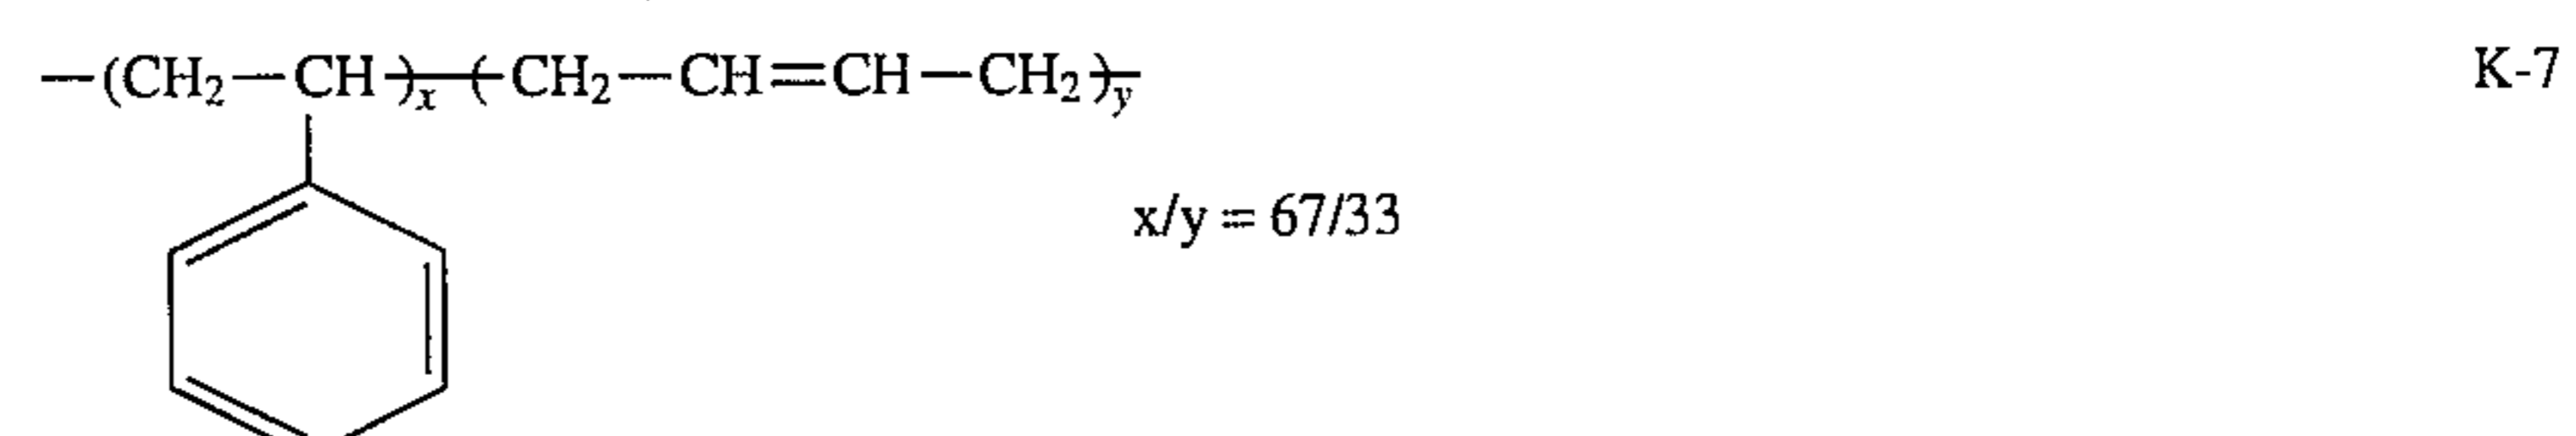 —(CH₂—CH)ₓ—(CH₂—CH=CH—CH₂)ᵧ— K-7
x/y = 67/33